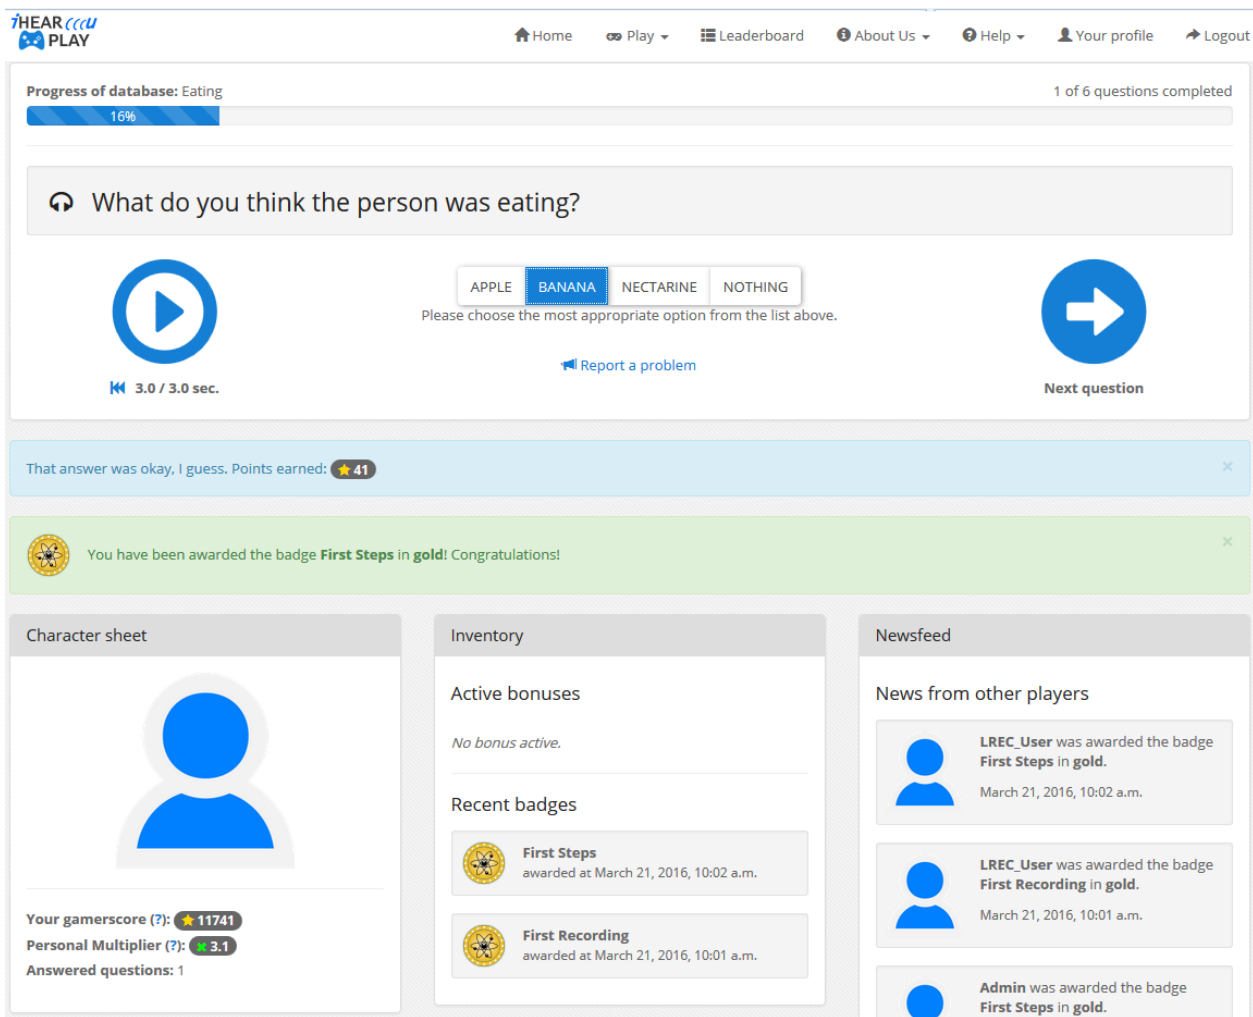 iHEAR ((cU
PLAY
Home Play Leaderboard About Us Help Your profile Logout
Progress of database: Eating 1 of 6 questions completed
16%
What do you think the person was eating?
APPLE BANANA NECTARINE NOTHING
Please choose the most appropriate option from the list above.
Report a problem
3.0 / 3.0 sec.
Next question
That answer was okay, I guess. Points earned: 41 ×
You have been awarded the badge First Steps in gold! Congratulations! ×
Character sheet
Your gamerscore (?): 11741
Personal Multiplier (?): 3.1
Answered questions: 1
Inventory
Active bonuses
No bonus active.
Recent badges
First Steps
awarded at March 21, 2016, 10:02 a.m.
First Recording
awarded at March 21, 2016, 10:01 a.m.
Newsfeed
News from other players
LREC_User was awarded the badge
First Steps in gold.
March 21, 2016, 10:02 a.m.
LREC_User was awarded the badge
First Recording in gold.
March 21, 2016, 10:01 a.m.
Admin was awarded the badge
First Steps in gold.